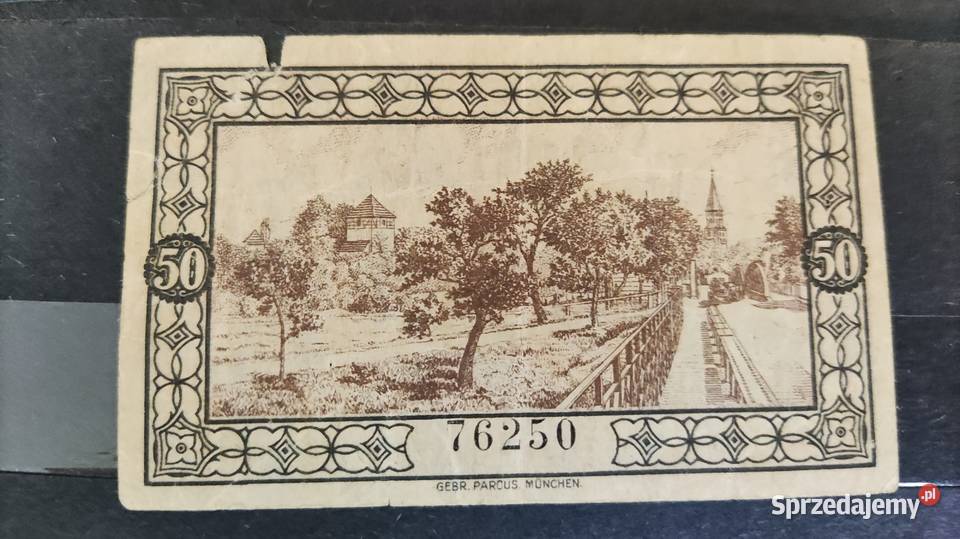 50
50
76250
GEBR. PARCUS. MÜNCHEN.
Sprzedajemy.pl